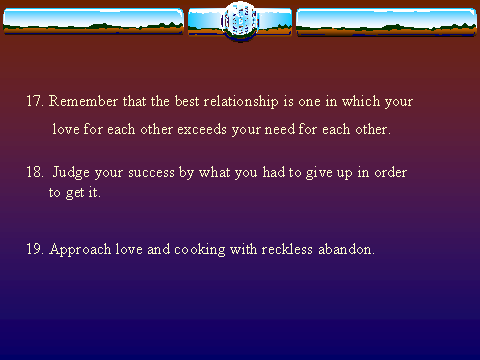 17. Remember that the best relationship is one in which your
love for each other exceeds your need for each other.
18. Judge your success by what you had to give up in order
to get it.
19. Approach love and cooking with reckless abandon.